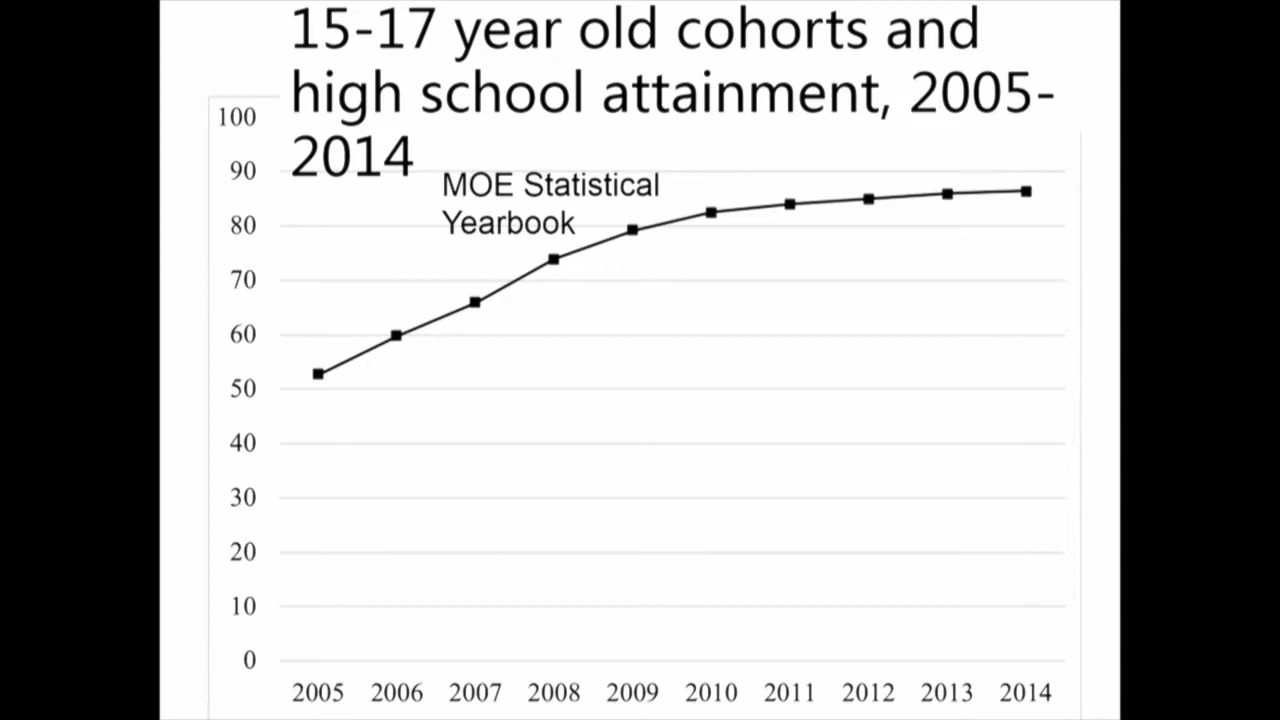 15-17 year old cohorts and
high school attainment, 2005-
2014
MOE Statistical
Yearbook
100
90
80
70
60
50
40
30
20
10
0
2005 2006 2007 2008 2009 2010 2011 2012 2013 2014